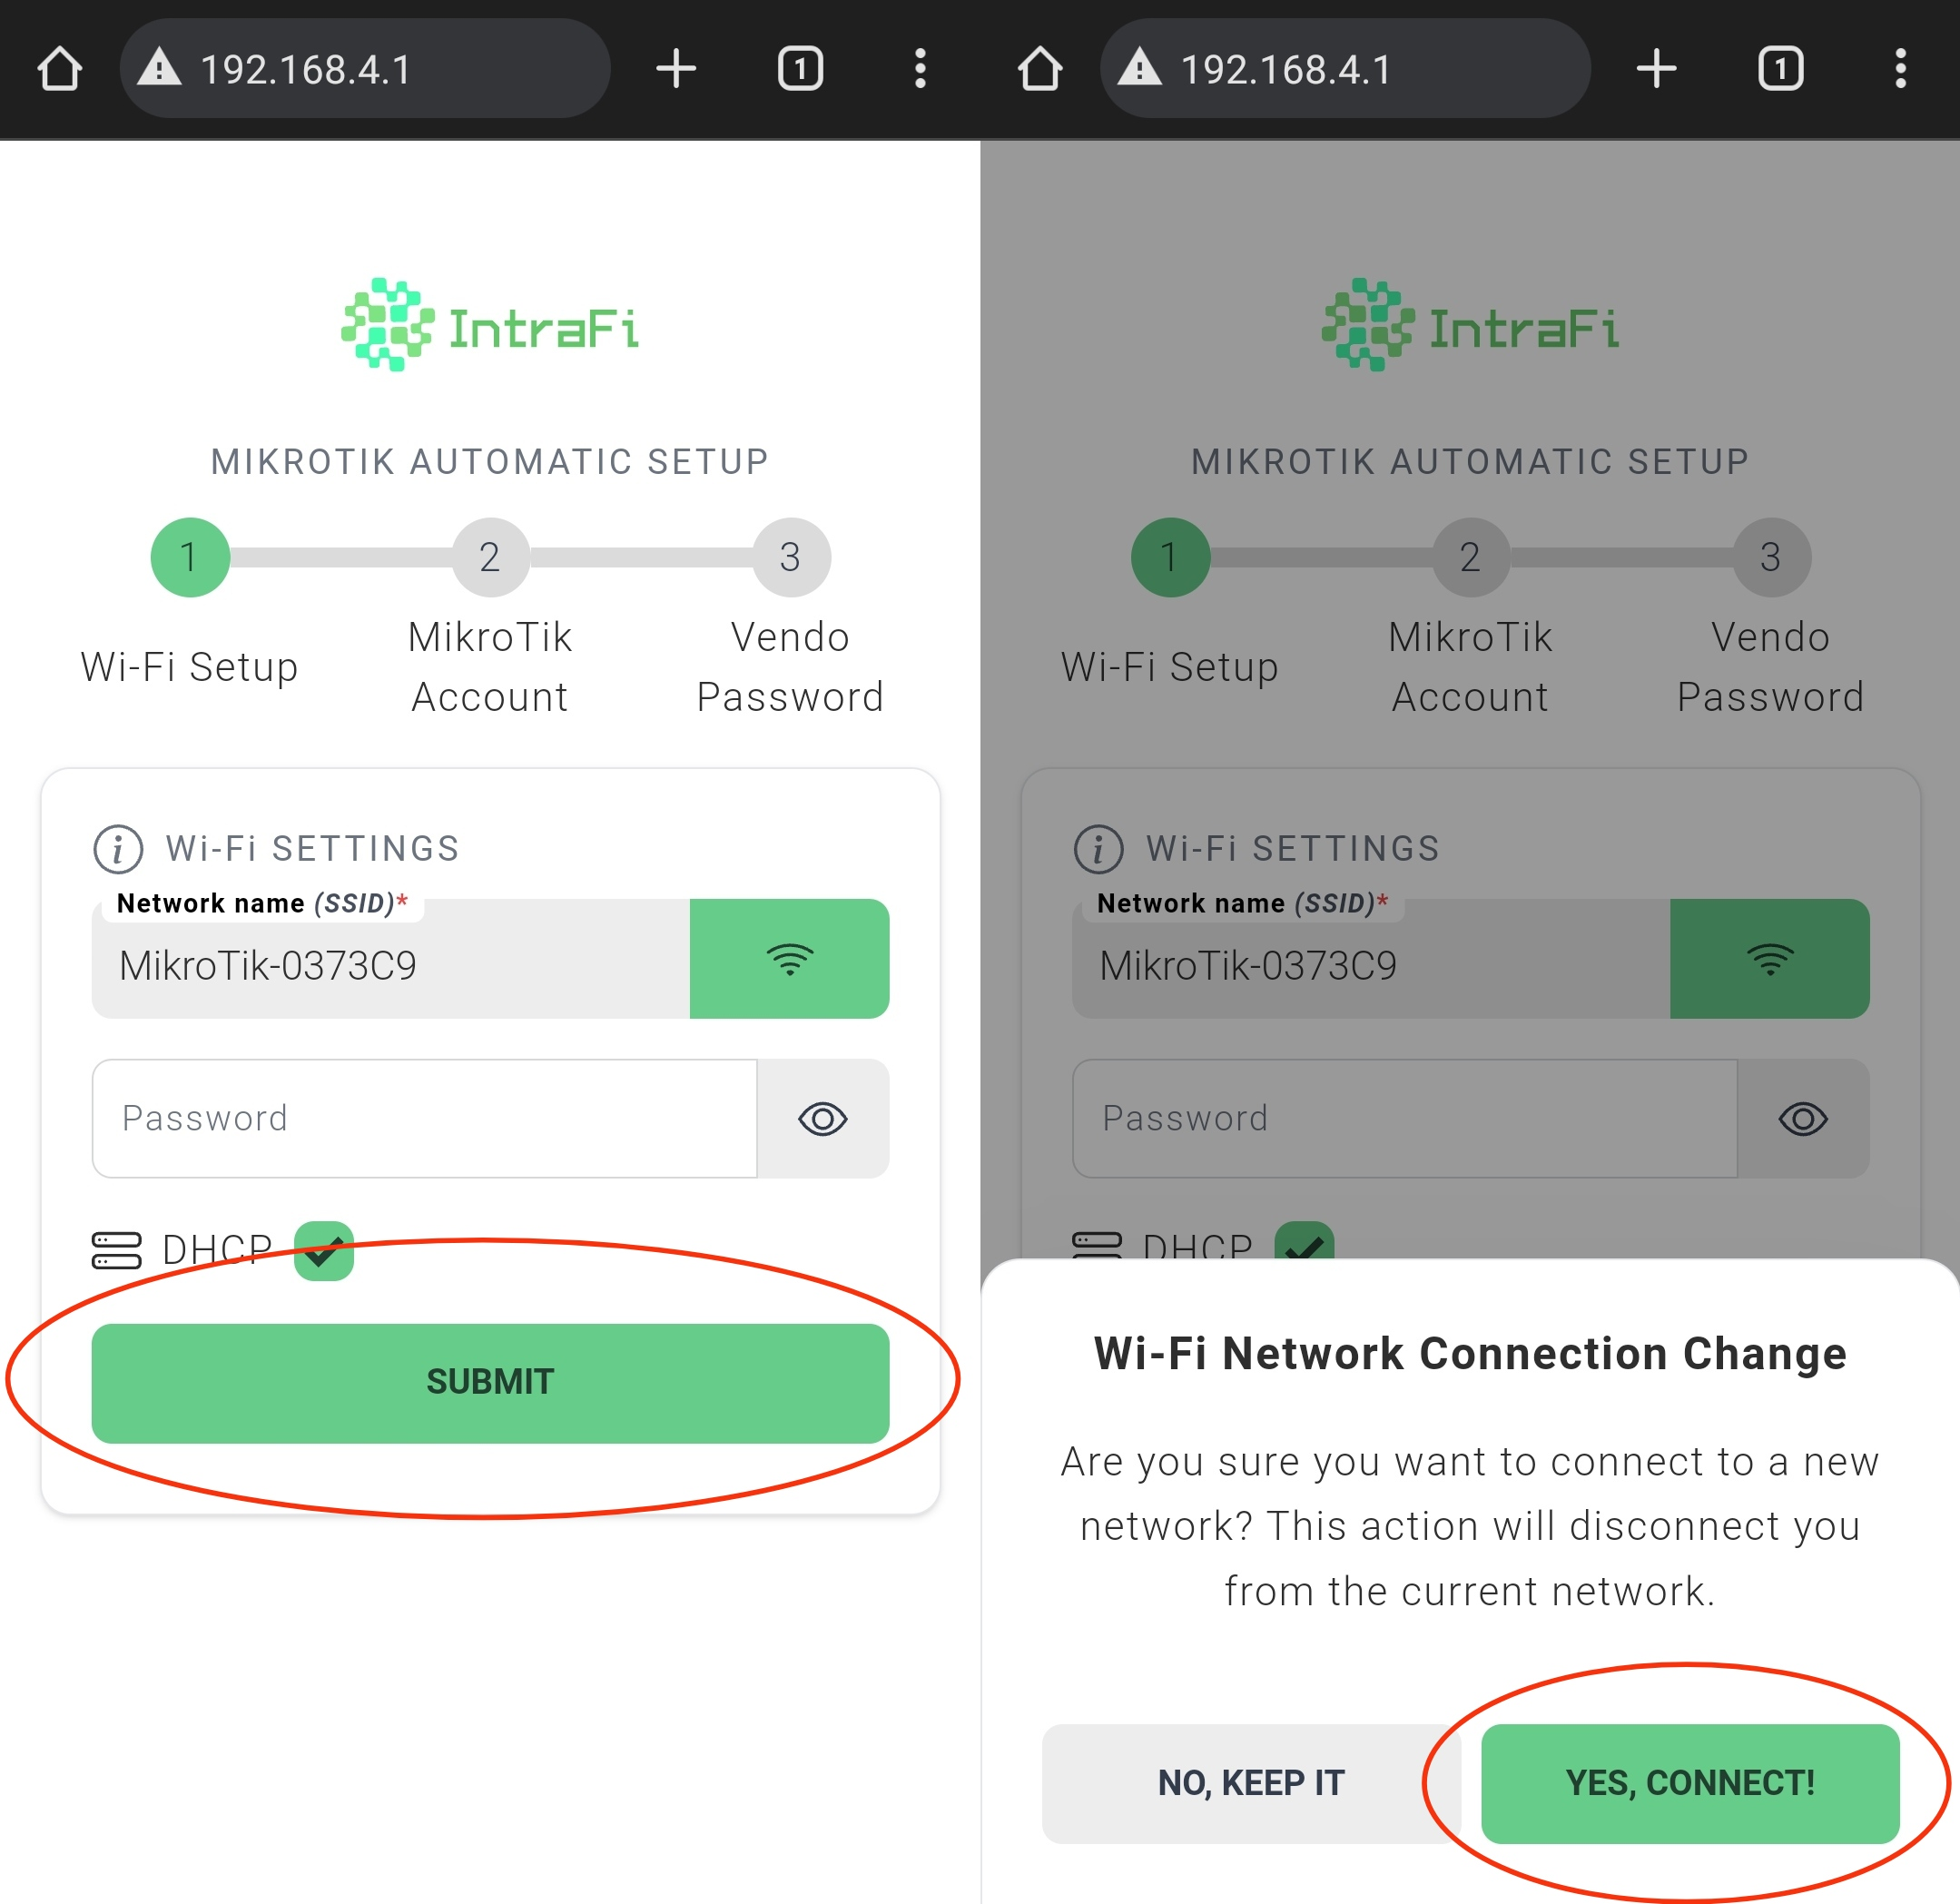 192.168.4.1
1
IntraFi
MIKROTIK AUTOMATIC SETUP
1
2
3
Wi-Fi Setup
MikroTik
Account
Vendo
Password
i Wi-Fi SETTINGS
Network name (SSID)*
MikroTik-0373C9
Password
DHCP
SUBMIT
192.168.4.1
1
IntraFi
MIKROTIK AUTOMATIC SETUP
1
2
3
Wi-Fi Setup
MikroTik
Account
Vendo
Password
i Wi-Fi SETTINGS
Network name (SSID)*
MikroTik-0373C9
Password
DHCP
Wi-Fi Network Connection Change
Are you sure you want to connect to a new
network? This action will disconnect you
from the current network.
NO, KEEP IT
YES, CONNECT!